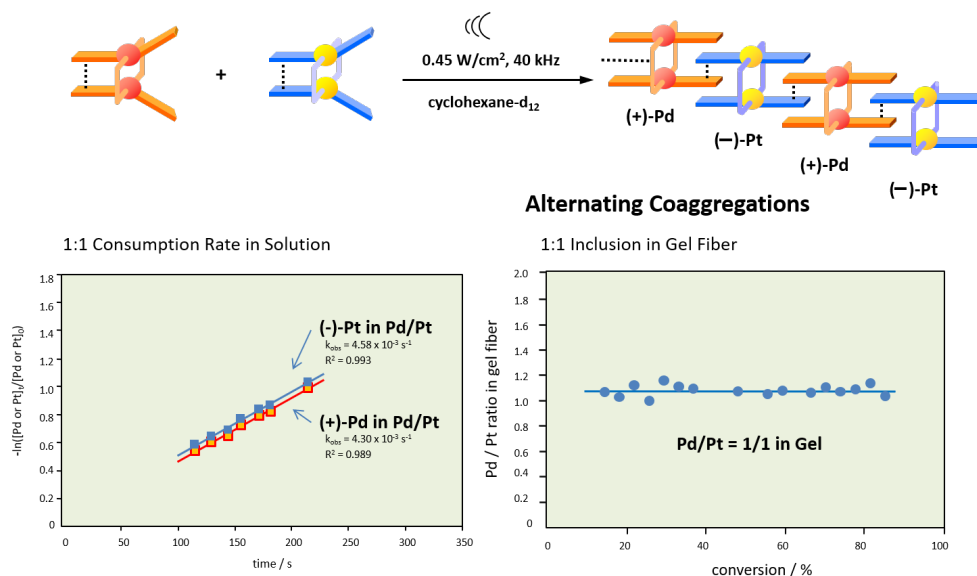 +
0.45 W/cm², 40 kHz
cyclohexane-d₁₂
(+)-Pd
(−)-Pt
(+)-Pd
(−)-Pt
Alternating Coaggregations
1:1 Consumption Rate in Solution
-ln([Pd or Pt]ₜ/[Pd or Pt]₀)
1.8
1.6
1.4
1.2
1.0
0.8
0.6
0.4
0.2
0.0
0
50
100
150
200
250
300
350
time / s
(-)-Pt in Pd/Pt
kobs = 4.58 x 10⁻³ s⁻¹
R² = 0.993
(+)-Pd in Pd/Pt
kobs = 4.30 x 10⁻³ s⁻¹
R² = 0.989
1:1 Inclusion in Gel Fiber
Pd / Pt ratio in gel fiber
2.0
1.8
1.6
1.4
1.2
1.0
0.8
0.6
0.4
0.2
0
0
20
40
60
80
100
conversion / %
Pd/Pt = 1/1 in Gel